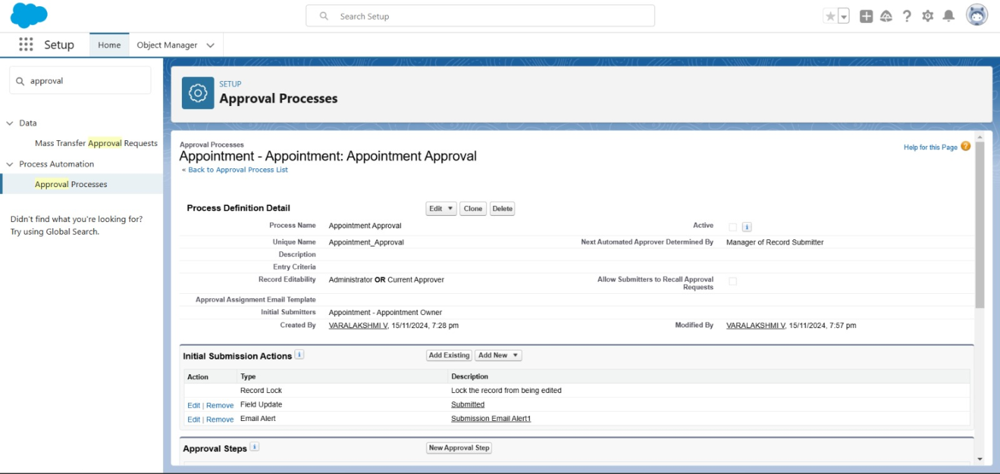 Search Setup
Setup
Home
Object Manager
approval
Data
Mass Transfer Approval Requests
Process Automation
Approval Processes
Didn't find what you're looking for?
Try using Global Search.
SETUP
Approval Processes
Approval Processes
Appointment - Appointment: Appointment Approval
« Back to Approval Process List
Help for this Page ?
Process Definition Detail Edit Clone Delete
Process Name Appointment Approval Active i
Unique Name Appointment_Approval Next Automated Approver Determined By Manager of Record Submitter
Description
Entry Criteria
Record Editability Administrator OR Current Approver Allow Submitters to Recall Approval
Requests
Approval Assignment Email Template
Initial Submitters Appointment - Appointment Owner
Created By VARALAKSHMI V, 15/11/2024, 7:28 pm Modified By VARALAKSHMI V, 15/11/2024, 7:57 pm
Initial Submission Actions i Add Existing Add New
Action Type Description
Record Lock Lock the record from being edited
Edit | Remove Field Update Submitted
Edit | Remove Email Alert Submission Email Alert1
Approval Steps i New Approval Step